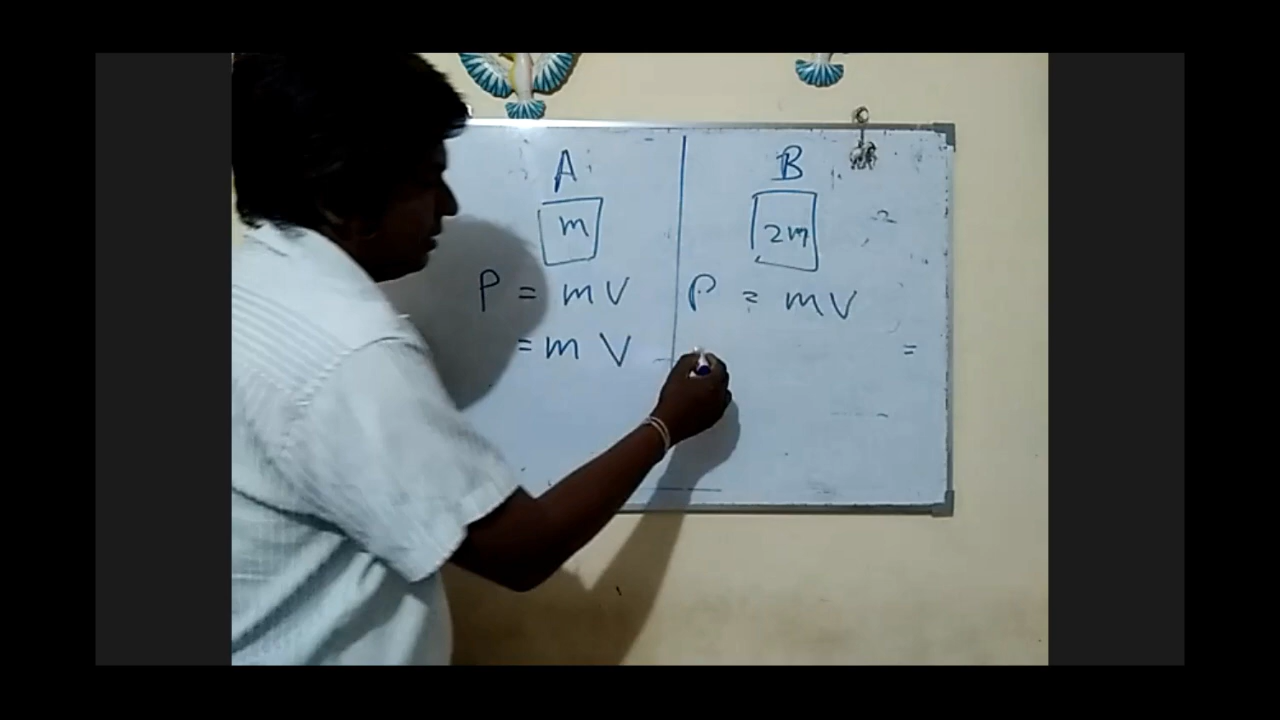 A
m
P = mV
= m V
B
2m
P = mV
=